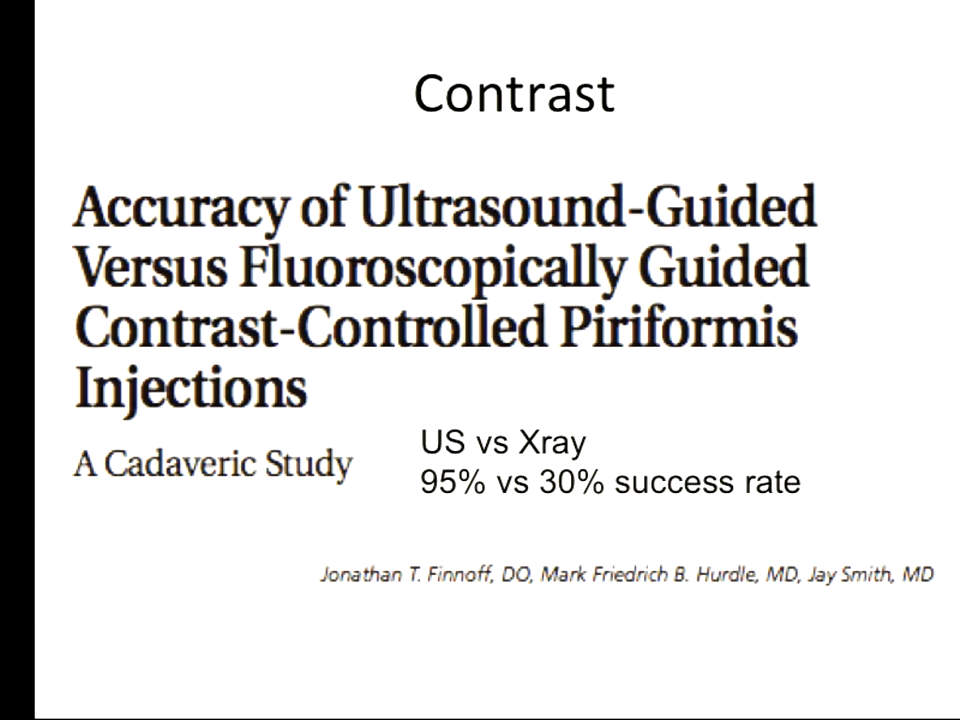 Contrast
Accuracy of Ultrasound-Guided
Versus Fluoroscopically Guided
Contrast-Controlled Piriformis
Injections
A Cadaveric Study
US vs Xray
95% vs 30% success rate
Jonathan T. Finnoff, DO, Mark Friedrich B. Hurdle, MD, Jay Smith, MD